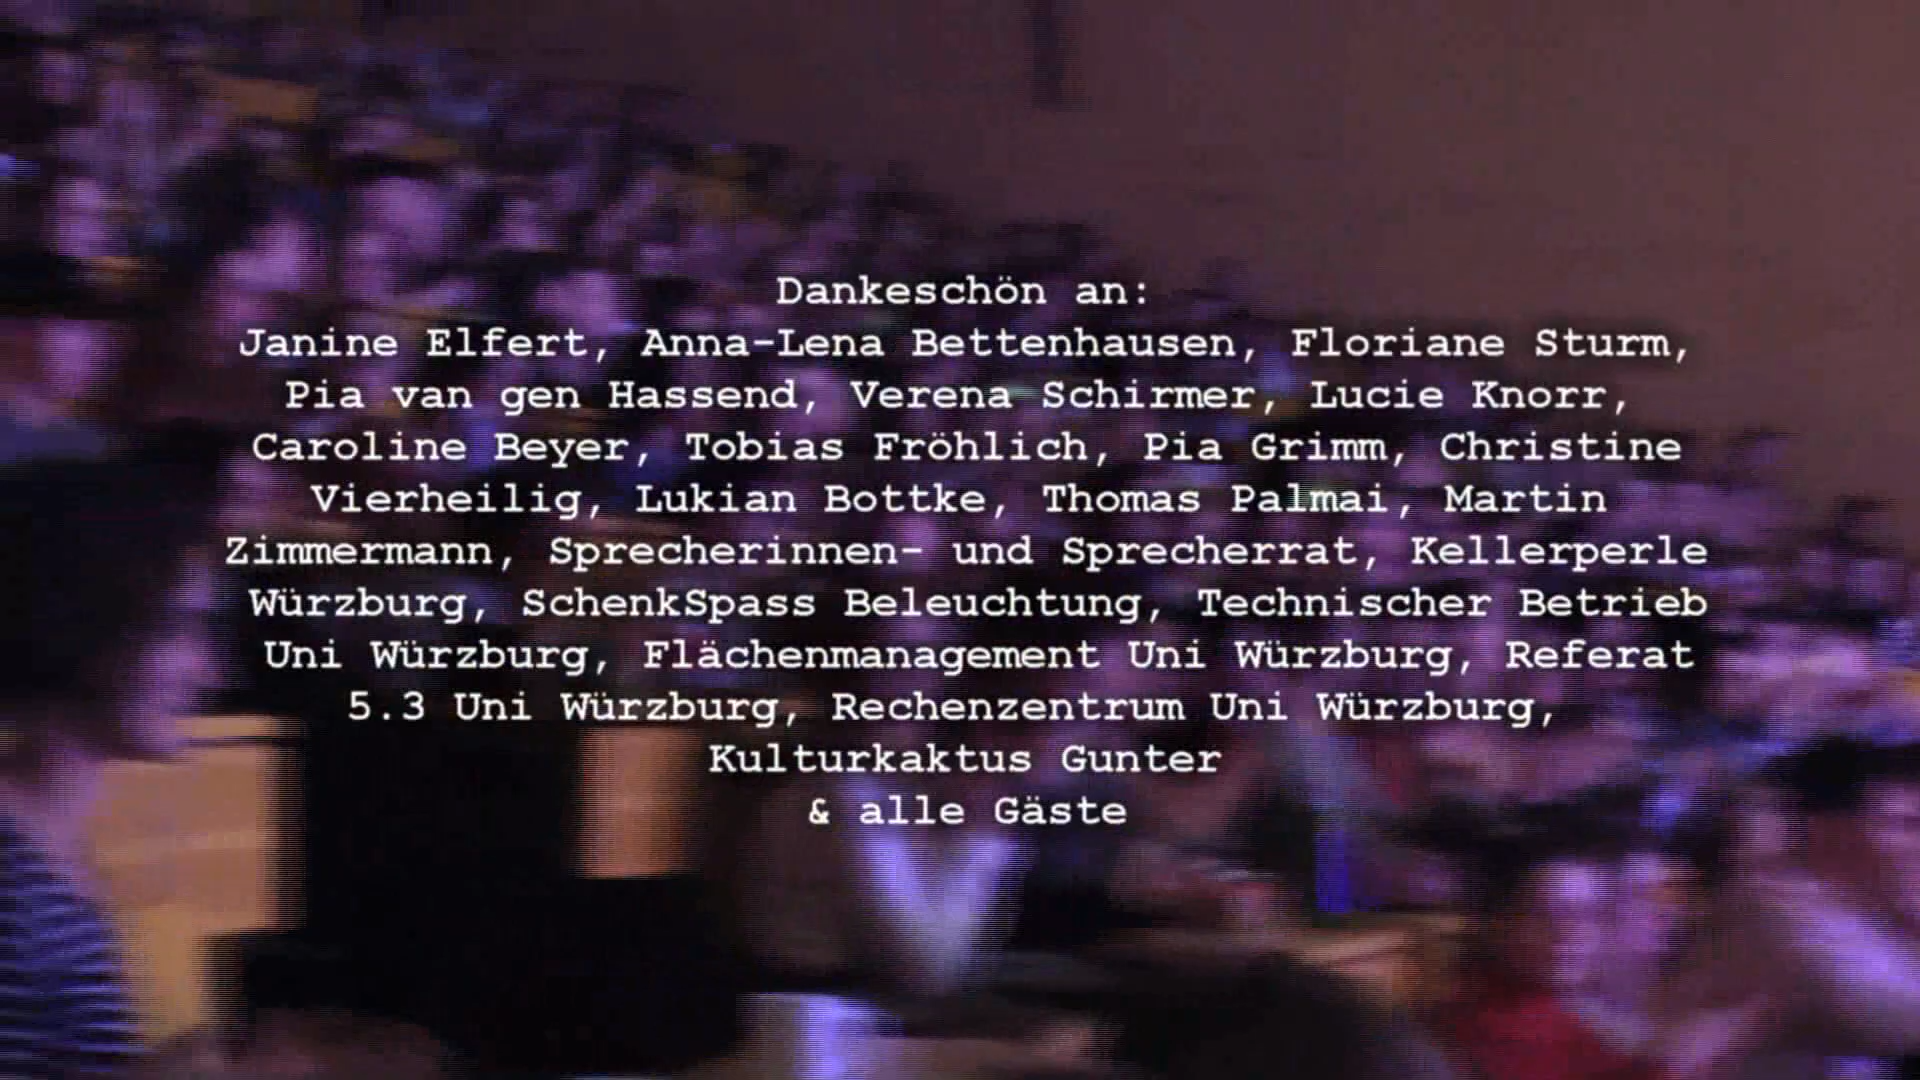 Dankeschön an:
Janine Elfert, Anna-Lena Bettenhausen, Floriane Sturm,
Pia van gen Hassend, Verena Schirmer, Lucie Knorr,
Caroline Beyer, Tobias Fröhlich, Pia Grimm, Christine
Vierheilig, Lukian Bottke, Thomas Palmai, Martin
Zimmermann, Sprecherinnen- und Sprecherrat, Kellerperle
Würzburg, SchenkSpass Beleuchtung, Technischer Betrieb
Uni Würzburg, Flächenmanagement Uni Würzburg, Referat
5.3 Uni Würzburg, Rechenzentrum Uni Würzburg,
Kulturkaktus Gunter
& alle Gäste